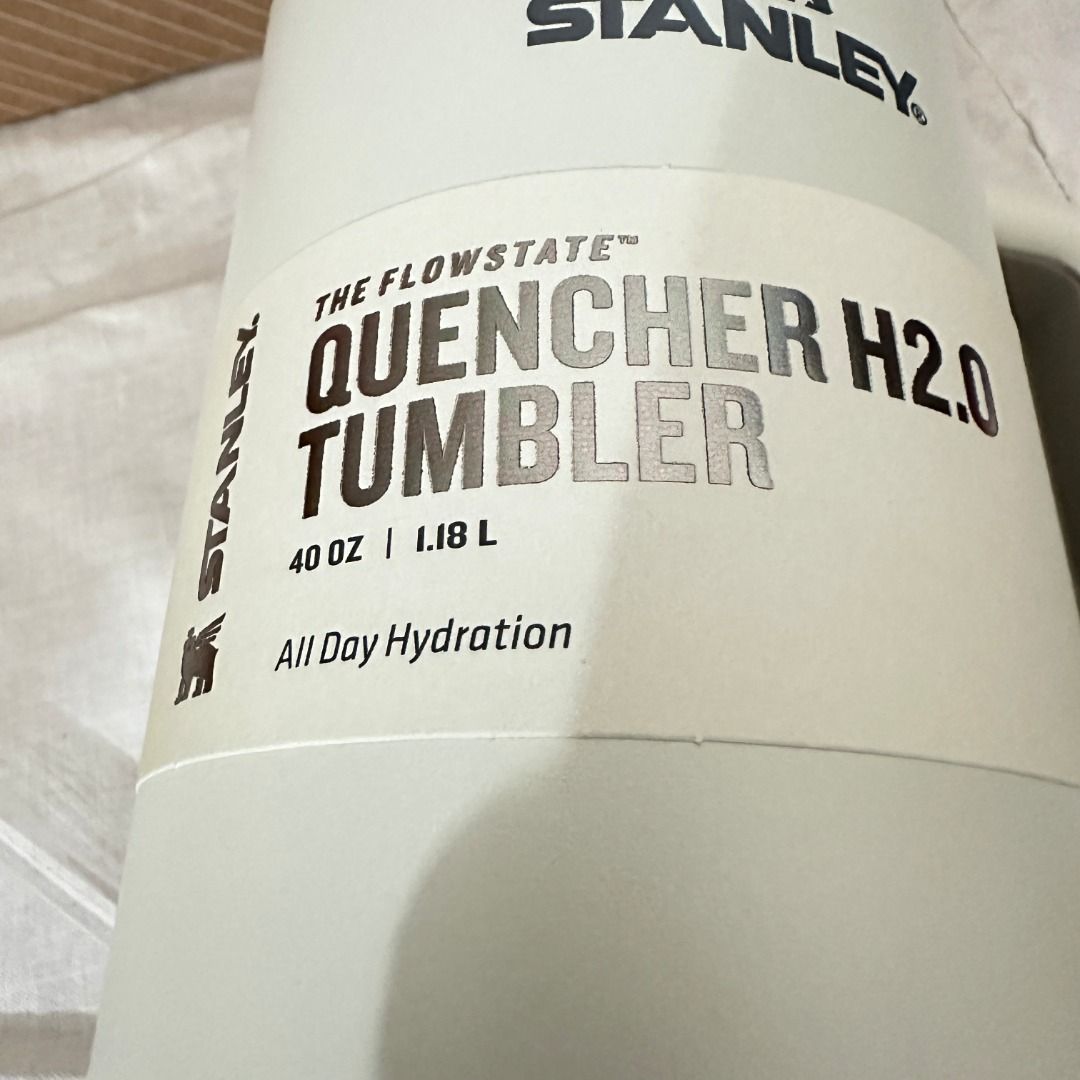 STANLEY®
THE FLOWSTATE™
QUENCHER H2.0
TUMBLER
40 OZ | 1.18 L
All Day Hydration
STANLEY.